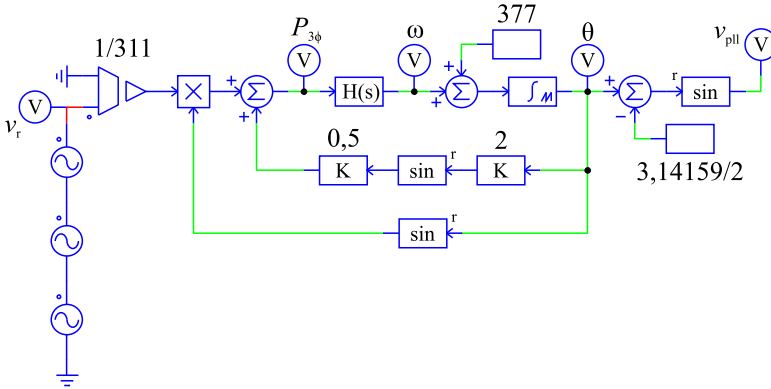 P3ϕ
ω
377
θ
vpll
1/311
V
V
V
V
V
vr
H(s)
Σ
Σ
Σ
×
+
+
+
+
+
−
∫
r
sin
0,5
2
K
sin
r
K
3,14159/2
sin
r